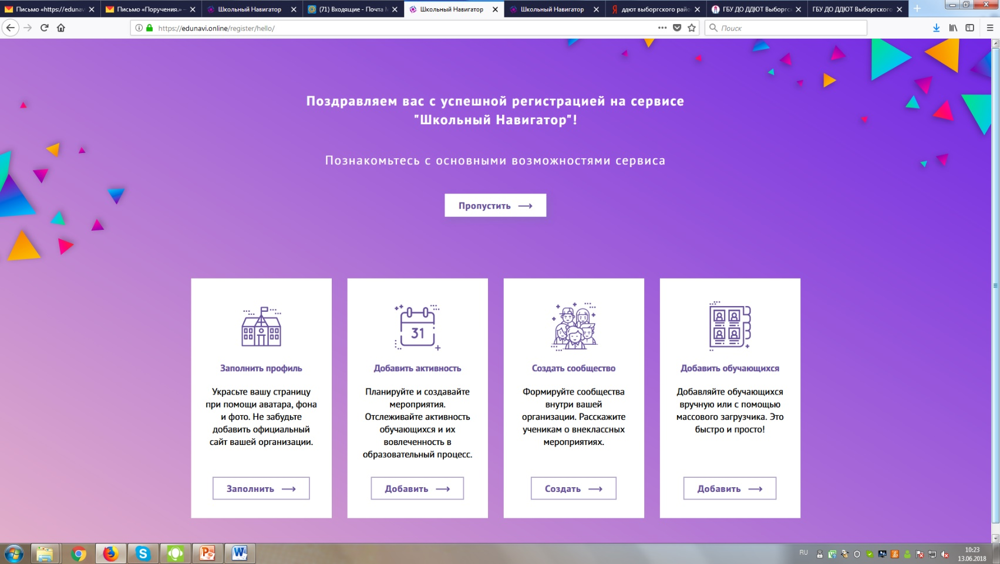 Письмо «https://edunav
Письмо «Поручения.» –
Школьный Навигатор
(71) Входящие - Почта M
Школьный Навигатор
Школьный Навигатор
ддют выборгского райо
ГБУ ДО ДДЮТ Выборгс
ГБУ ДО ДДЮТ Выборгского
https://edunavi.online/register/hello/
Поиск
Поздравляем вас с успешной регистрацией на сервисе
"Школьный Навигатор"!
Познакомьтесь с основными возможностями сервиса
Пропустить
Заполнить профиль
Украсьте вашу страницу
при помощи аватара, фона
и фото. Не забудьте
добавить официальный
сайт вашей организации.
Заполнить
31
Добавить активность
Планируйте и создавайте
мероприятия.
Отслеживайте активность
обучающихся и их
вовлеченность в
образовательный процесс.
Добавить
Создать сообщество
Формируйте сообщества
внутри вашей
организации. Расскажите
ученикам о внеклассных
мероприятиях.
Создать
Добавить обучающихся
Добавляйте обучающихся
вручную или с помощью
массового загрузчика. Это
быстро и просто!
Добавить
RU
10:23
13.06.2018